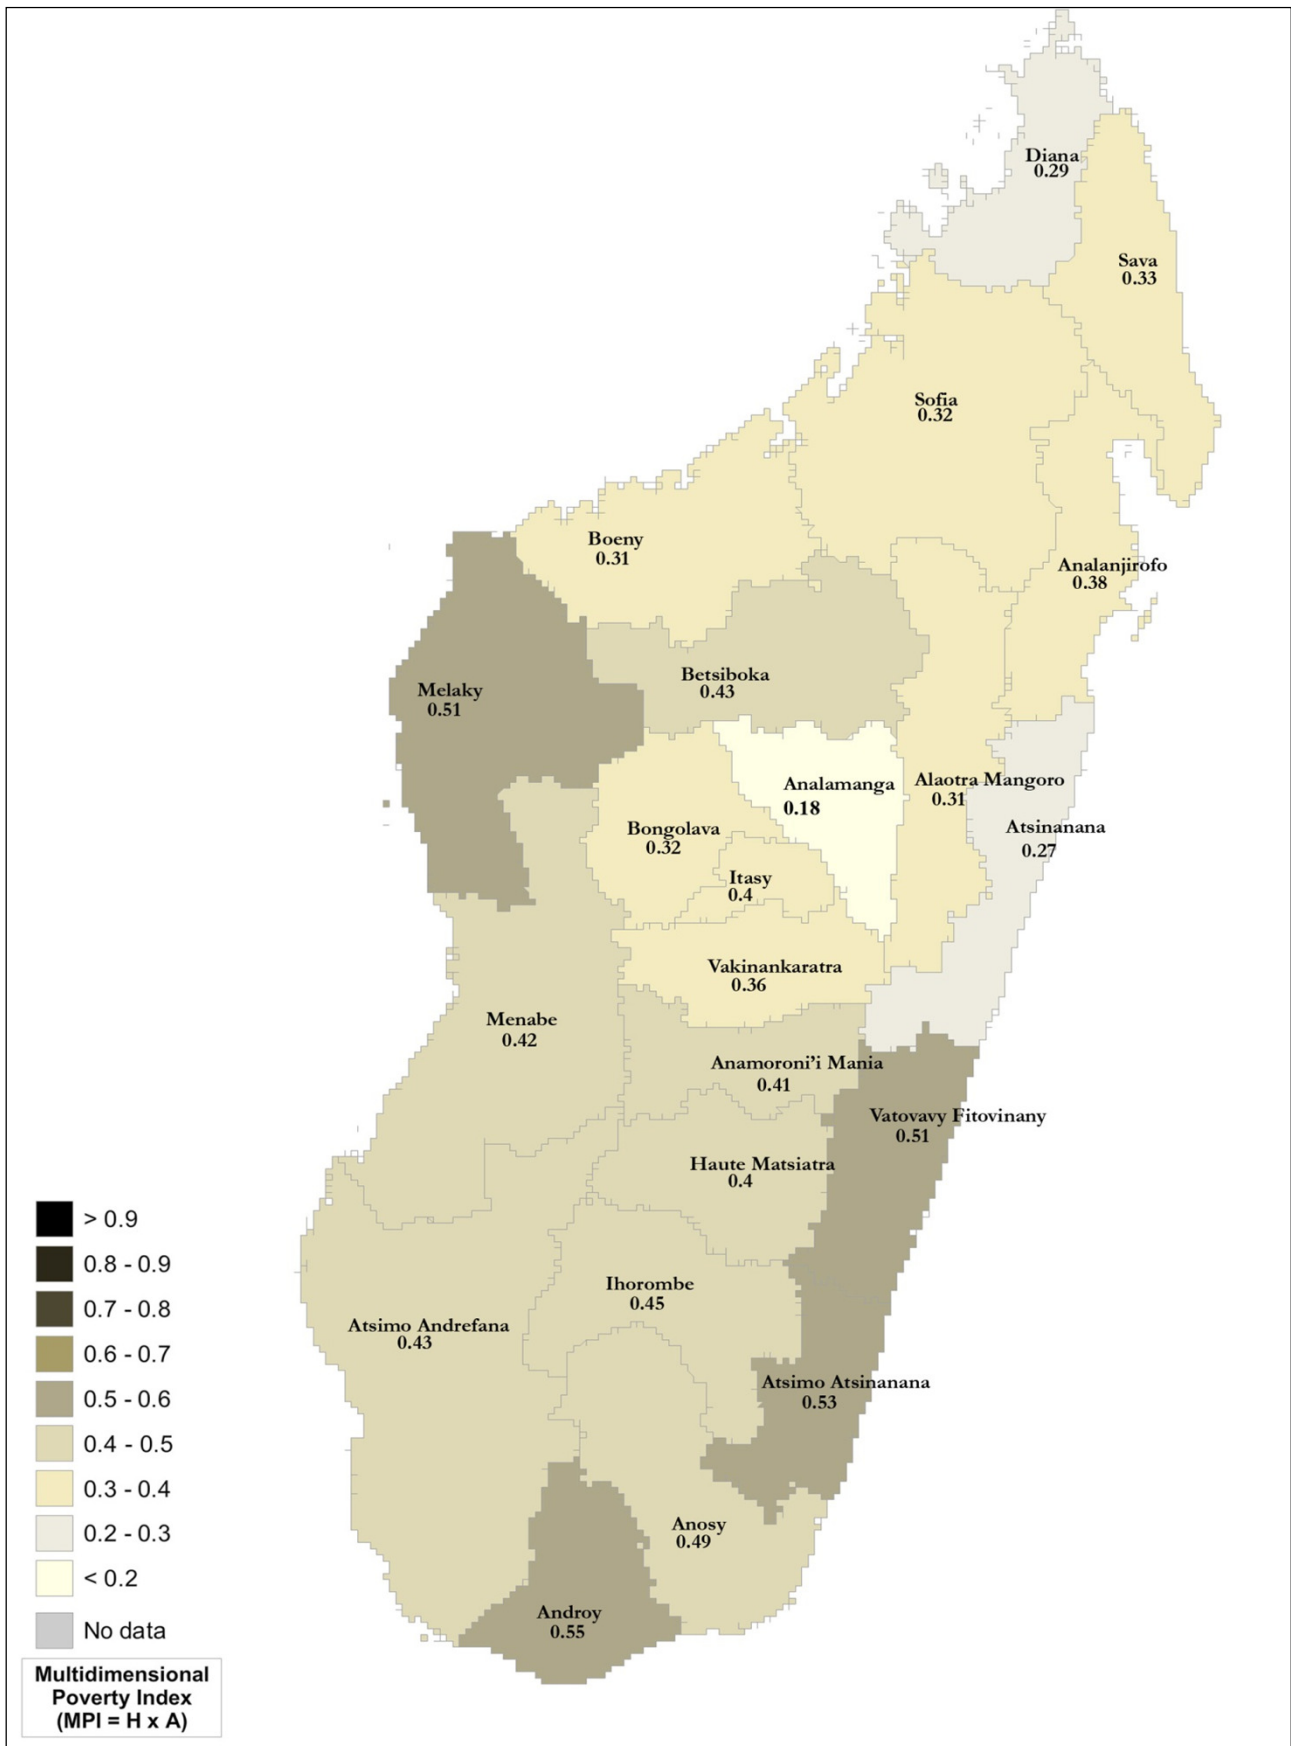 Diana
0.29
Sava
0.33
Sofia
0.32
Boeny
0.31
Analanjirofo
0.38
Betsiboka
0.43
Melaky
0.51
Analamanga
0.18
Alaotra Mangoro
0.31
Bongolava
0.32
Atsinanana
0.27
Itasy
0.4
Vakinankaratra
0.36
Menabe
0.42
Anamoroni'i Mania
0.41
Vatovavy Fitovinany
0.51
Haute Matsiatra
0.4
Ihorombe
0.45
Atsimo Andrefana
0.43
Atsimo Atsinanana
0.53
Anosy
0.49
Androy
0.55
> 0.9
0.8 - 0.9
0.7 - 0.8
0.6 - 0.7
0.5 - 0.6
0.4 - 0.5
0.3 - 0.4
0.2 - 0.3
< 0.2
No data
Multidimensional
Poverty Index
(MPI = H x A)